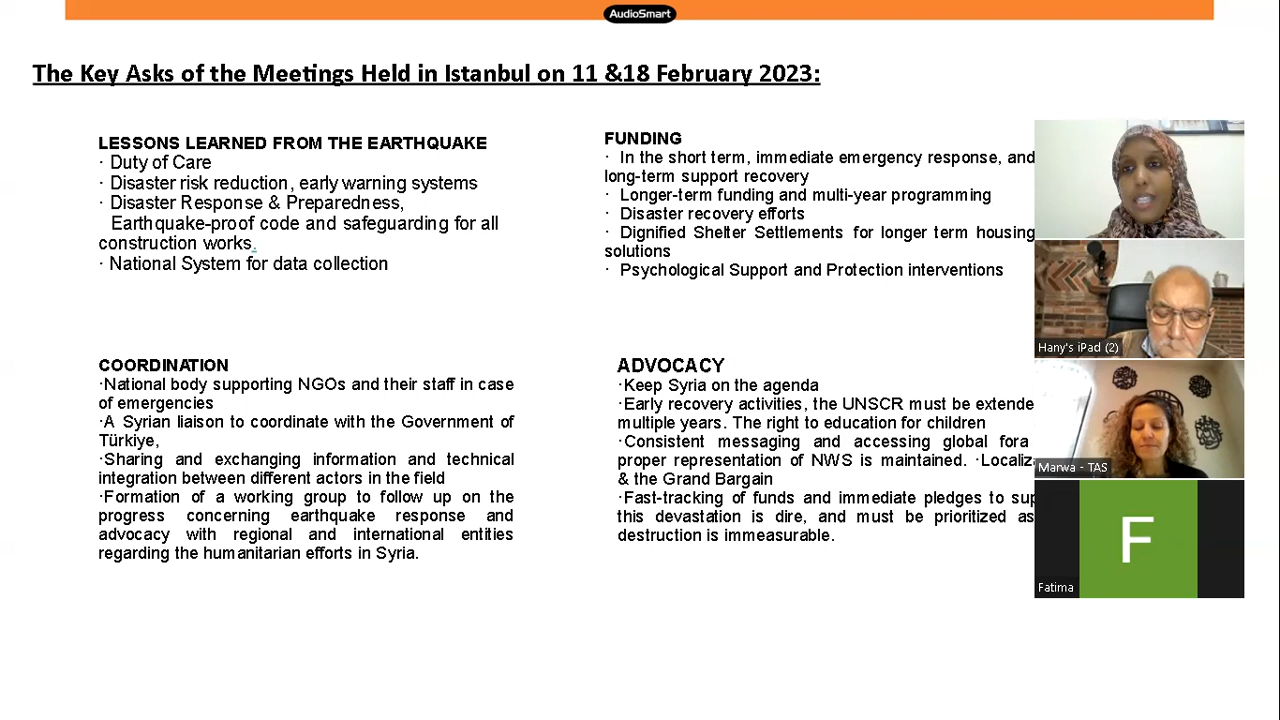 AudioSmart
The Key Asks of the Meetings Held in Istanbul on 11 &18 February 2023:
LESSONS LEARNED FROM THE EARTHQUAKE
· Duty of Care
· Disaster risk reduction, early warning systems
· Disaster Response & Preparedness,
Earthquake-proof code and safeguarding for all
construction works.
· National System for data collection
FUNDING
· In the short term, immediate emergency response, and
long-term support recovery
· Longer-term funding and multi-year programming
· Disaster recovery efforts
· Dignified Shelter Settlements for longer term housing
solutions
· Psychological Support and Protection interventions
COORDINATION
·National body supporting NGOs and their staff in case
of emergencies
·A Syrian liaison to coordinate with the Government of
Türkiye,
·Sharing and exchanging information and technical
integration between different actors in the field
·Formation of a working group to follow up on the
progress concerning earthquake response and
advocacy with regional and international entities
regarding the humanitarian efforts in Syria.
ADVOCACY
·Keep Syria on the agenda
·Early recovery activities, the UNSCR must be extende
multiple years. The right to education for children
·Consistent messaging and accessing global fora
proper representation of NWS is maintained. ·Localiz
& the Grand Bargain
·Fast-tracking of funds and immediate pledges to sup
this devastation is dire, and must be prioritized as
destruction is immeasurable.
Hany's iPad (2)
Marwa - TAS
F
Fatima